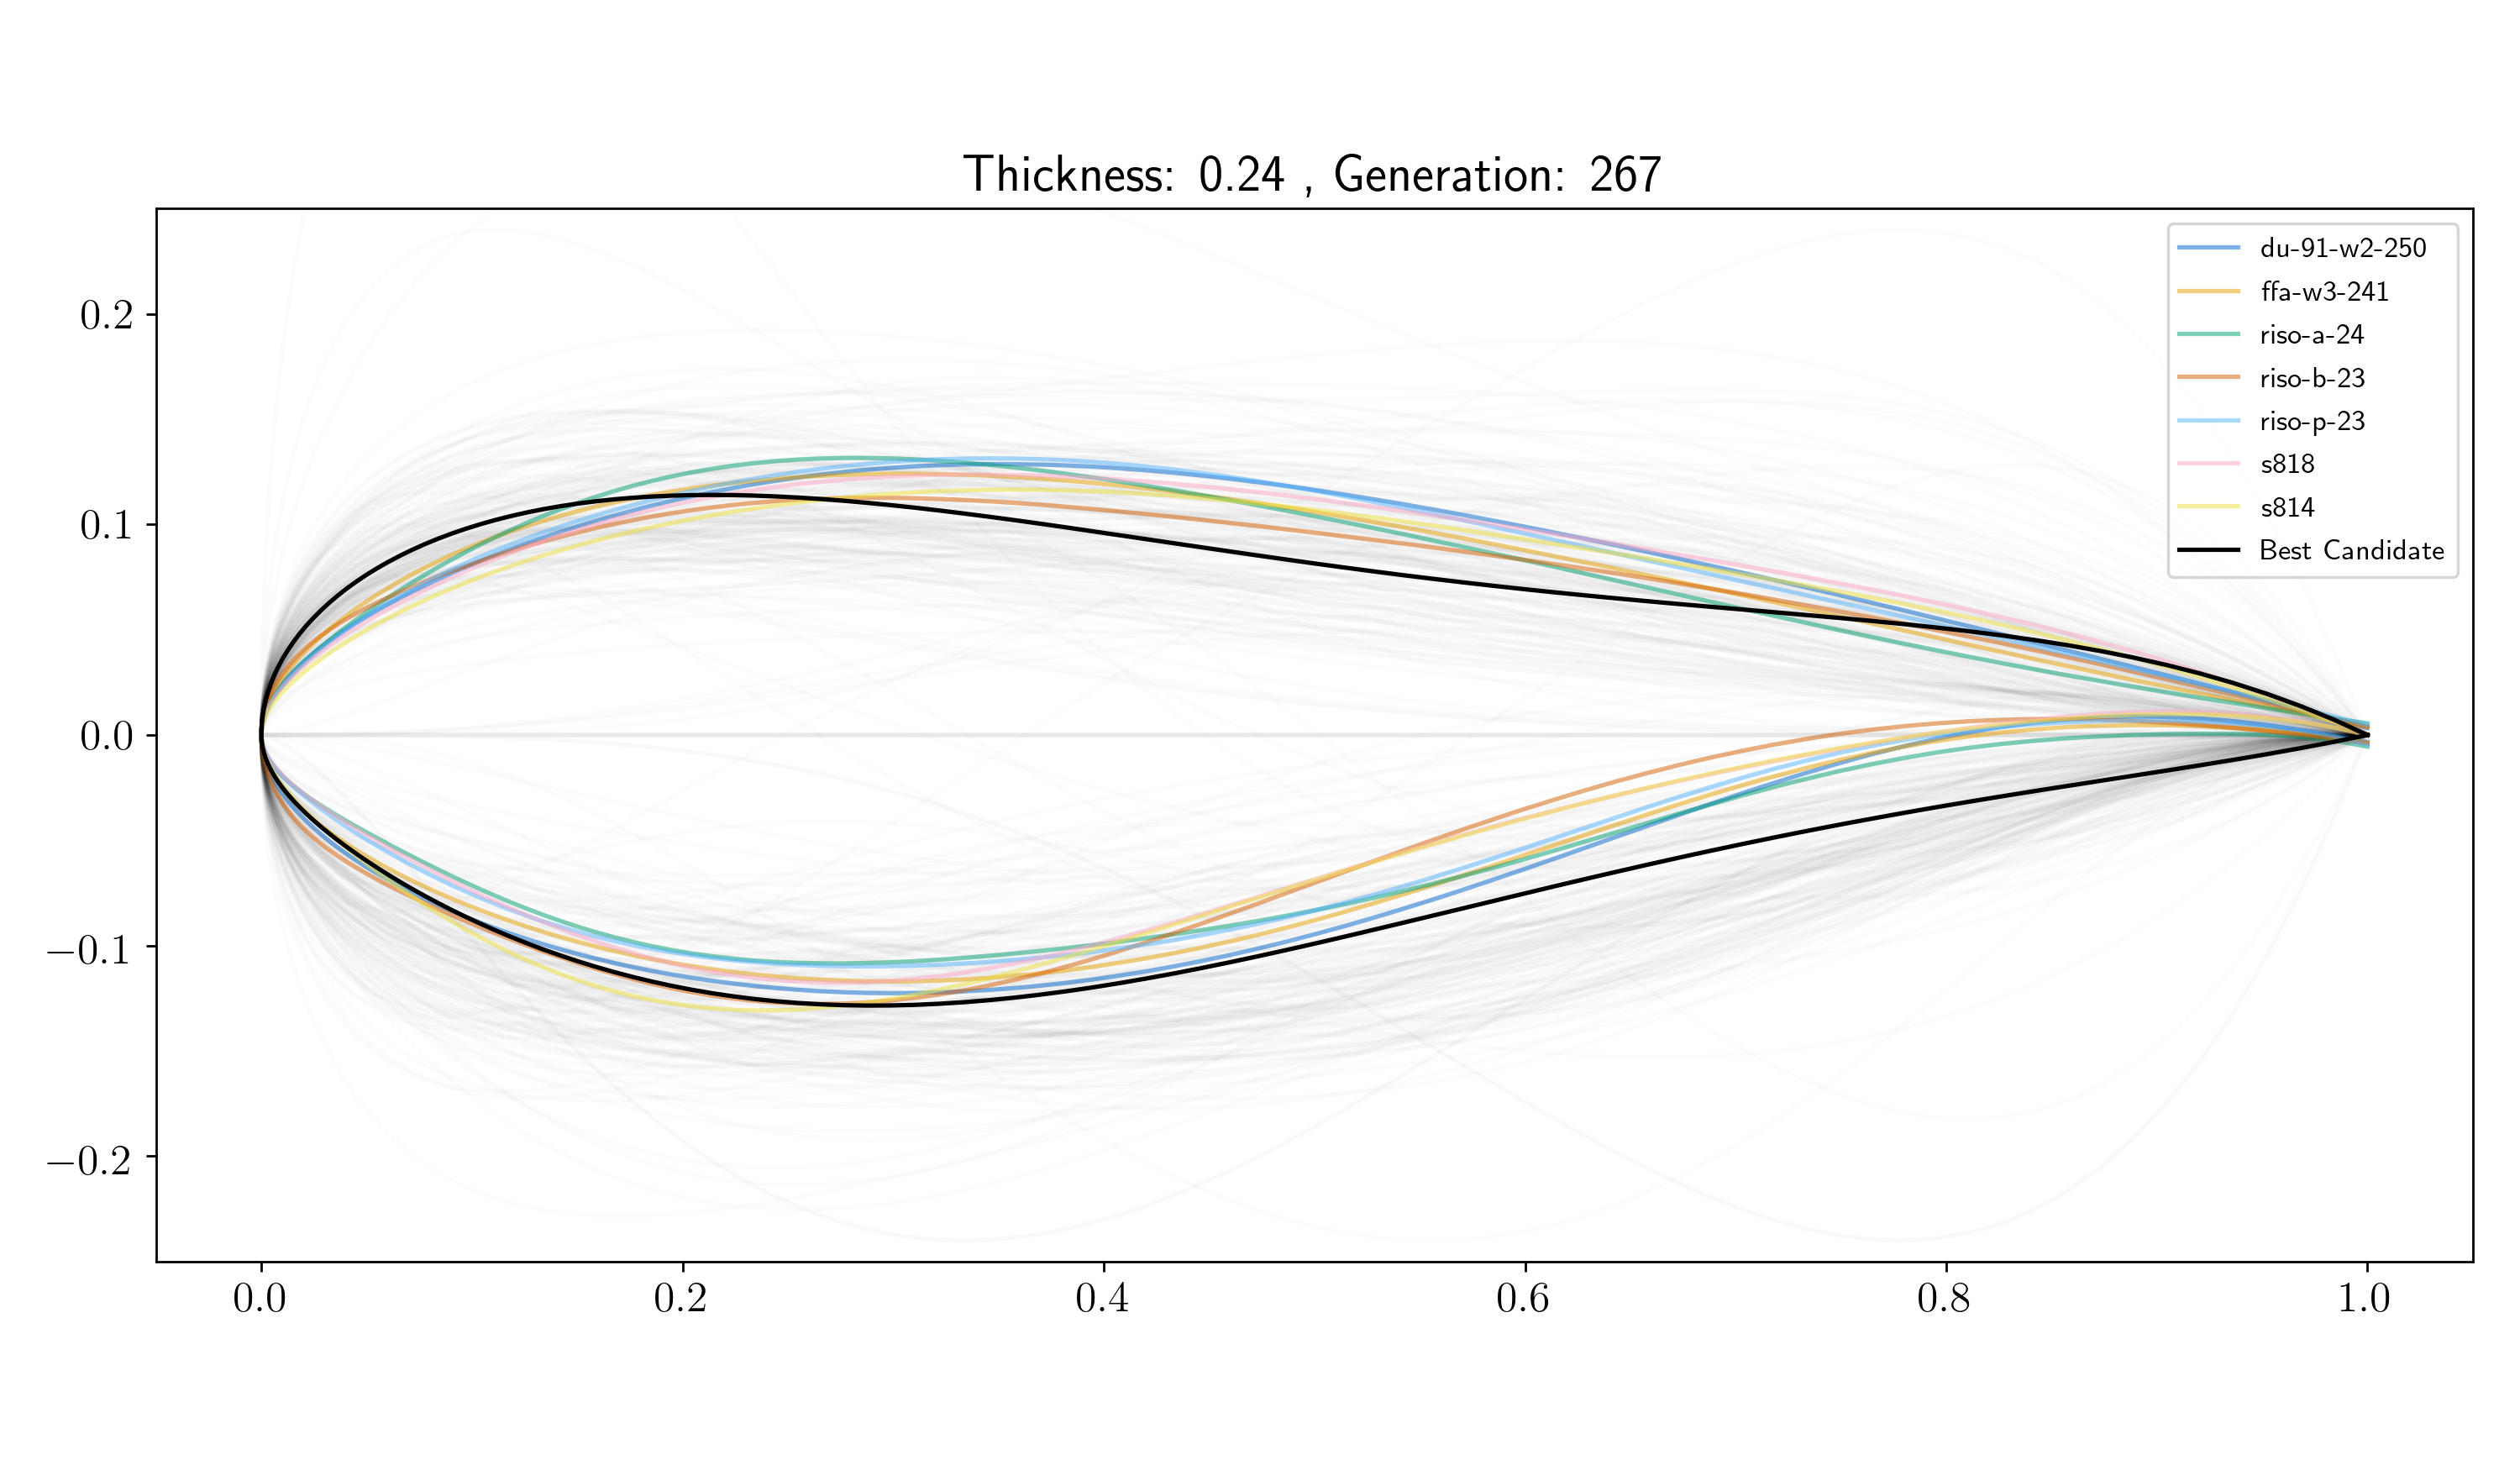 Thickness: 0.24 , Generation: 267
0.2
0.1
0.0
−0.1
−0.2
du-91-w2-250
ffa-w3-241
riso-a-24
riso-b-23
riso-p-23
s818
s814
Best Candidate
0.0 0.2 0.4 0.6 0.8 1.0